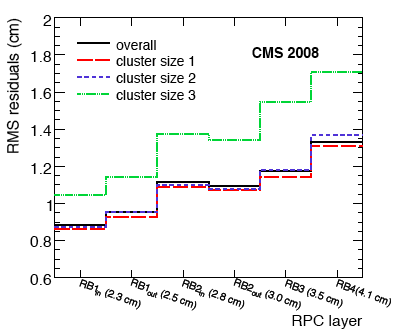 RMS residuals (cm)
2
1.8
1.6
1.4
1.2
1
0.8
0.6
overall
cluster size 1
cluster size 2
cluster size 3
CMS 2008
RB1in (2.3 cm)
RB1out (2.5 cm)
RB2in (2.8 cm)
RB2out (3.0 cm)
RB3 (3.5 cm)
RB4(4.1 cm)
RPC layer